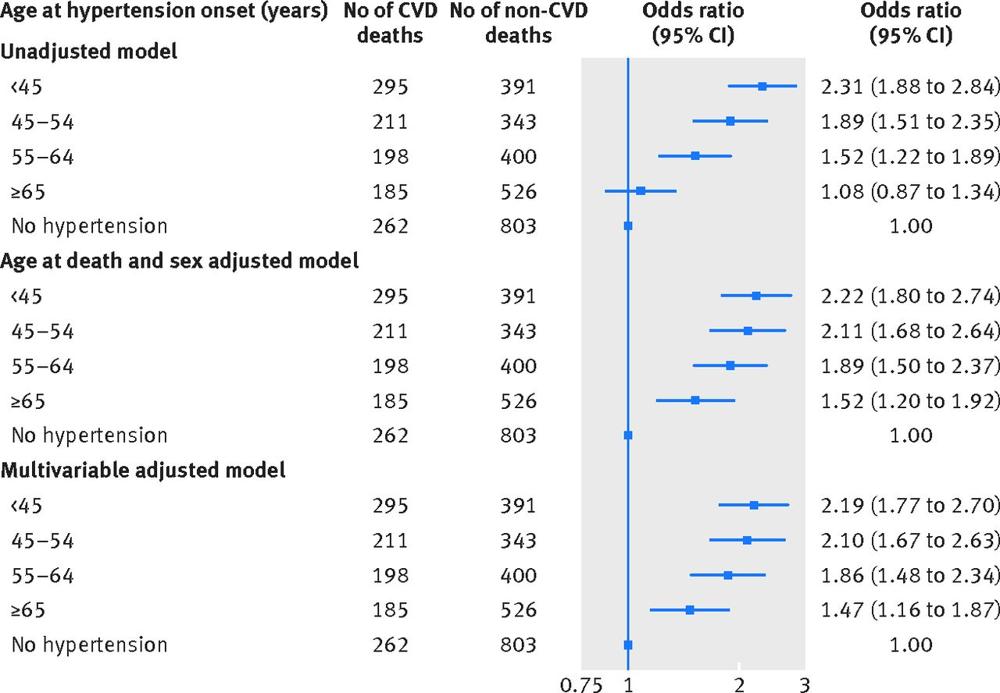 Age at hypertension onset (years) No of CVD deaths No of non-CVD deaths Odds ratio (95% CI) Odds ratio (95% CI)
Unadjusted model
<45 295 391 2.31 (1.88 to 2.84)
45–54 211 343 1.89 (1.51 to 2.35)
55–64 198 400 1.52 (1.22 to 1.89)
≥65 185 526 1.08 (0.87 to 1.34)
No hypertension 262 803 1.00
Age at death and sex adjusted model
<45 295 391 2.22 (1.80 to 2.74)
45–54 211 343 2.11 (1.68 to 2.64)
55–64 198 400 1.89 (1.50 to 2.37)
≥65 185 526 1.52 (1.20 to 1.92)
No hypertension 262 803 1.00
Multivariable adjusted model
<45 295 391 2.19 (1.77 to 2.70)
45–54 211 343 2.10 (1.67 to 2.63)
55–64 198 400 1.86 (1.48 to 2.34)
≥65 185 526 1.47 (1.16 to 1.87)
No hypertension 262 803 1.00
0.75 1 2 3